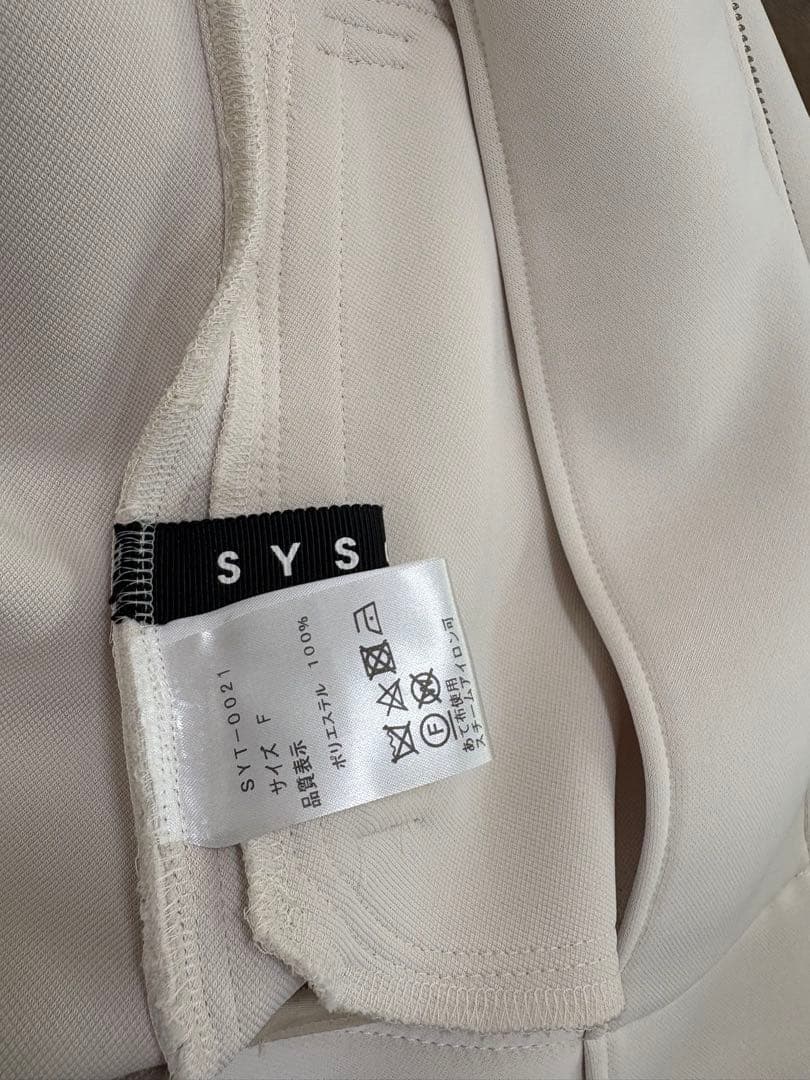 SYS
SYT-0021
サイズ F
品質表示
ポリエステル 100%
F
あて布使用
スチームアイロン可